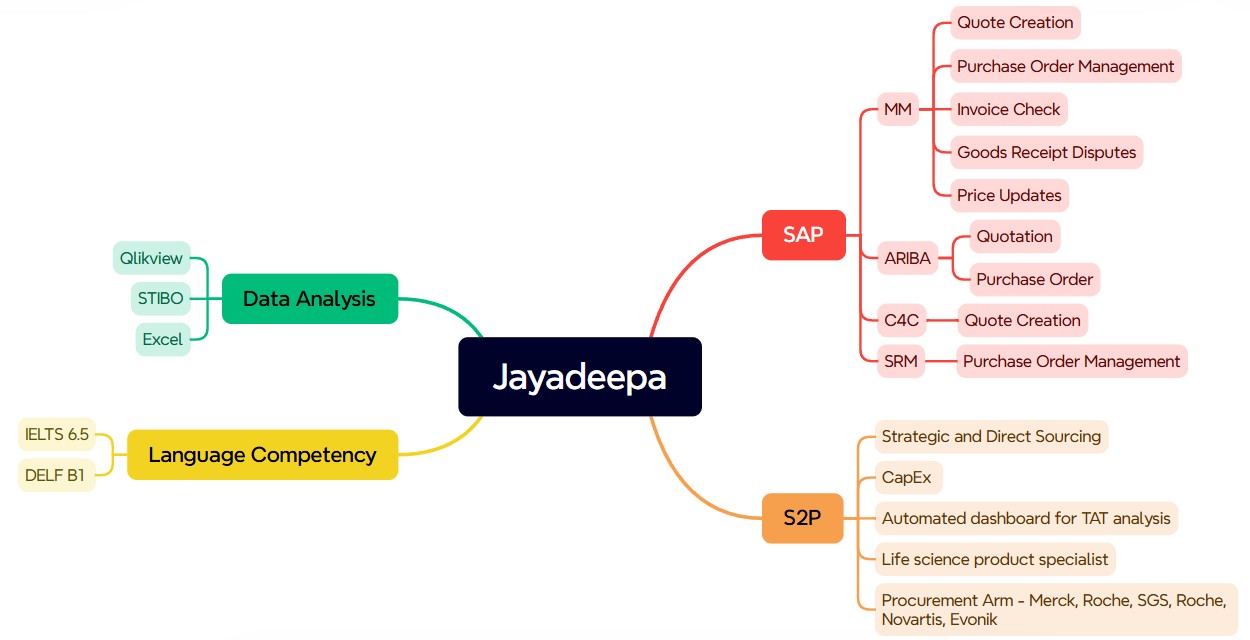 Jayadeepa
SAP
MM
Quote Creation
Purchase Order Management
Invoice Check
Goods Receipt Disputes
Price Updates
ARIBA
Quotation
Purchase Order
C4C
Quote Creation
SRM
Purchase Order Management
S2P
Strategic and Direct Sourcing
CapEx
Automated dashboard for TAT analysis
Life science product specialist
Procurement Arm - Merck, Roche, SGS, Roche,
Novartis, Evonik
Data Analysis
Qlikview
STIBO
Excel
Language Competency
IELTS 6.5
DELF B1